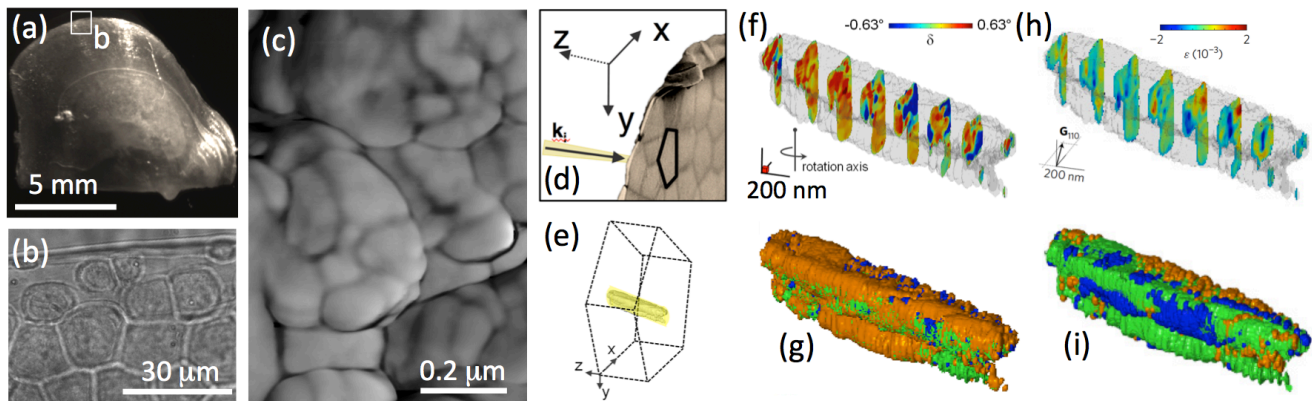 (a)
b
5 mm
(b)
30 μm
(c)
0.2 μm
z
x
y
k_i
(d)
(e)
z
x
y
(f)
-0.63° 0.63°
δ
rotation axis
200 nm
(g)
(h)
−2 2
ε (10⁻³)
G₁₁₀
200 nm
(i)